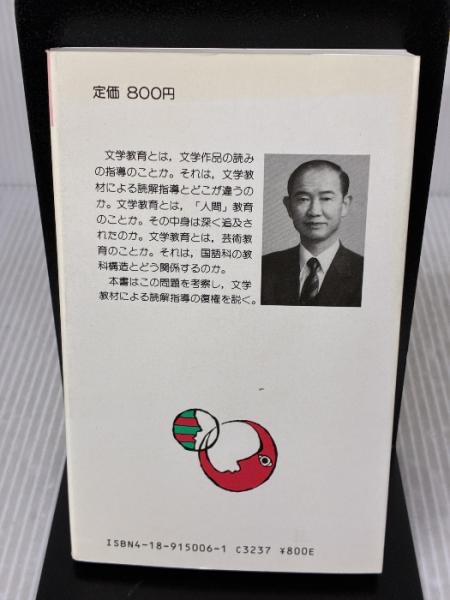 定価 800円
文学教育とは，文学作品の読み
の指導のことか。それは，文学教
材による読解指導とどこが違うの
か。文学教育とは，「人間」教育
のことか。その中身は深く追及さ
れたのか。文学教育とは，芸術教
育のことか。それは，国語科の教
科構造とどう関係するのか。
本書はこの問題を考察し，文学
教材による読解指導の復権を説く。
ISBN4-18-915006-1 C3237 ¥800E